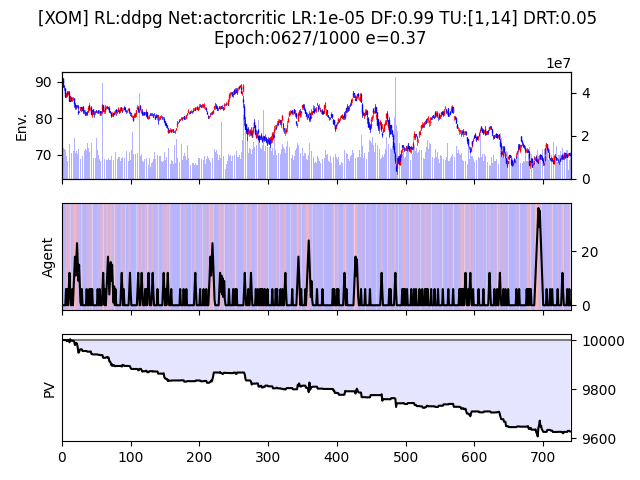 [XOM] RL:ddpg Net:actorcritic LR:1e-05 DF:0.99 TU:[1,14] DRT:0.05
Epoch:0627/1000 e=0.37
1e7
90
80
70
Env.
4
2
0
Agent
20
0
PV
10000
9800
9600
0 100 200 300 400 500 600 700